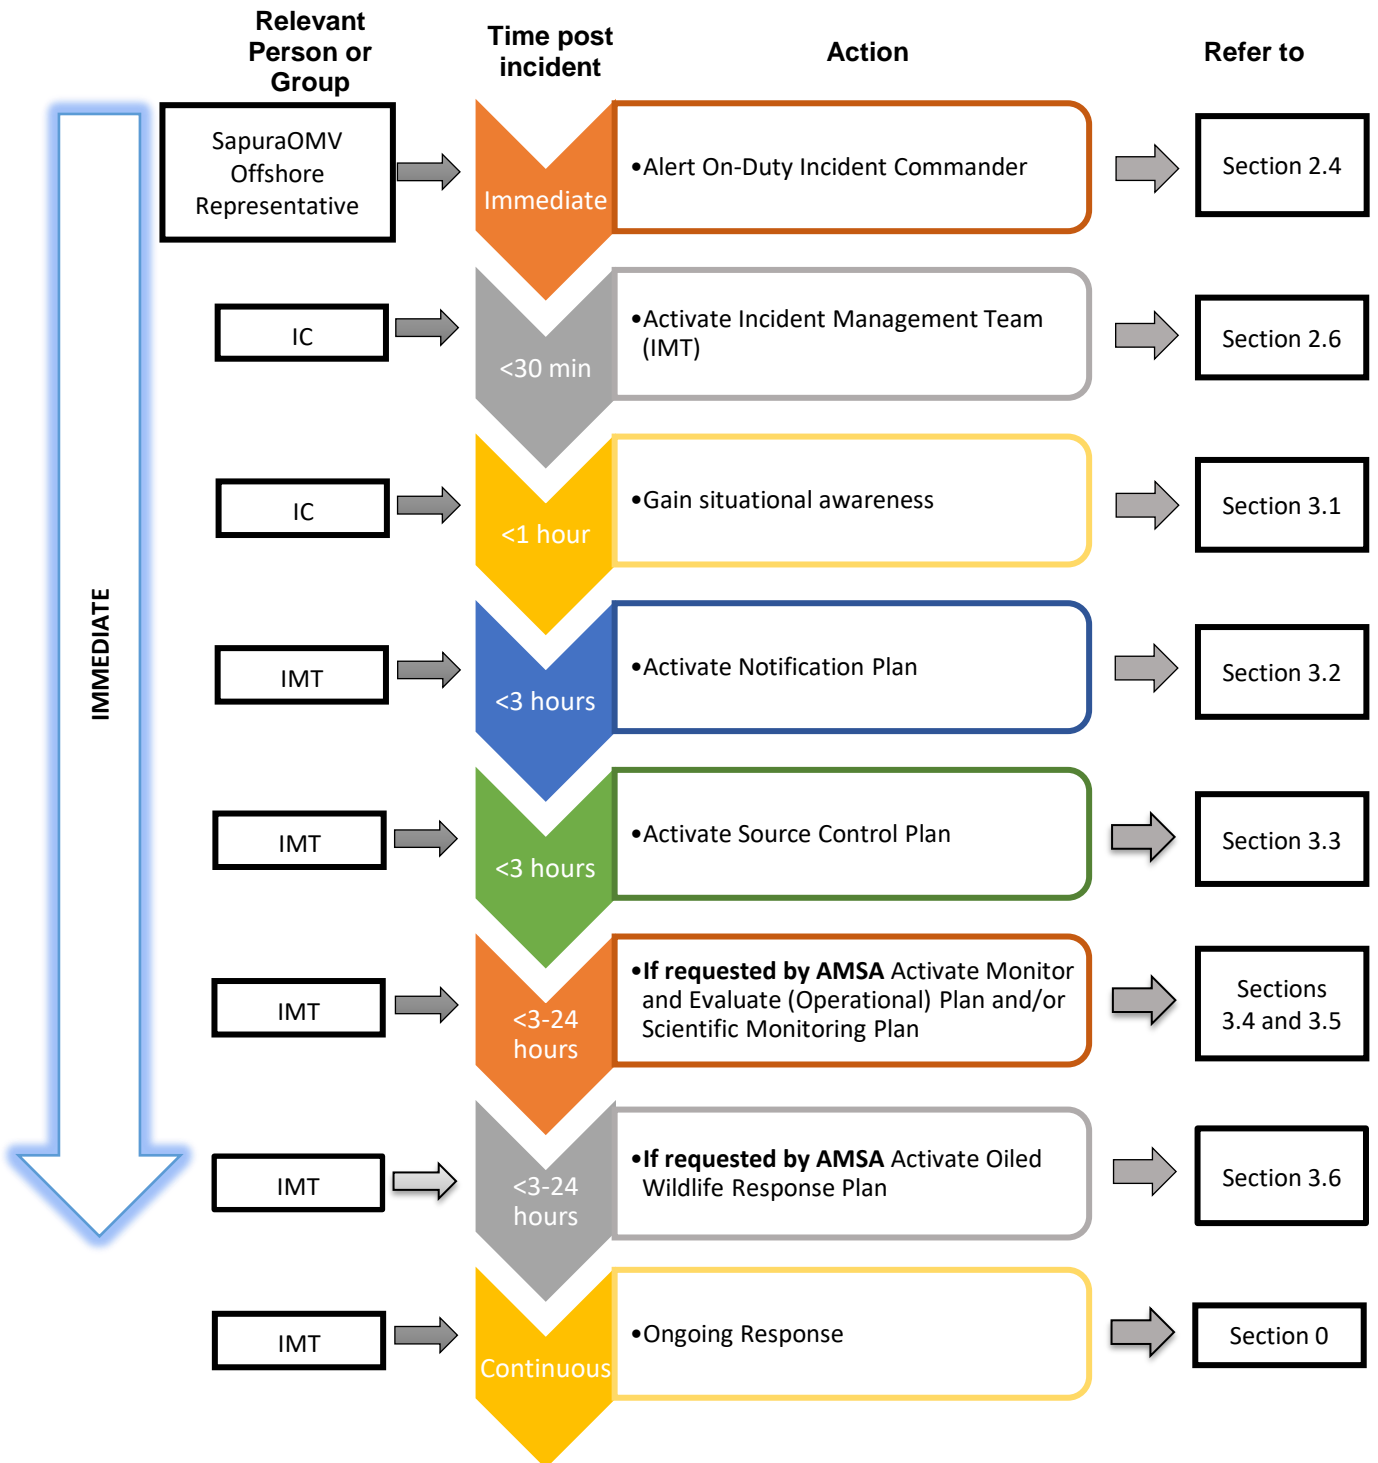 Relevant
Person or
Group
Time post
incident
Action
Refer to
IMMEDIATE
SapuraOMV
Offshore
Representative
Immediate
•Alert On-Duty Incident Commander
Section 2.4
IC
<30 min
•Activate Incident Management Team
(IMT)
Section 2.6
IC
<1 hour
•Gain situational awareness
Section 3.1
IMT
<3 hours
•Activate Notification Plan
Section 3.2
IMT
<3 hours
•Activate Source Control Plan
Section 3.3
IMT
<3-24
hours
•If requested by AMSA Activate Monitor
and Evaluate (Operational) Plan and/or
Scientific Monitoring Plan
Sections
3.4 and 3.5
IMT
<3-24
hours
•If requested by AMSA Activate Oiled
Wildlife Response Plan
Section 3.6
IMT
Continuous
•Ongoing Response
Section 0